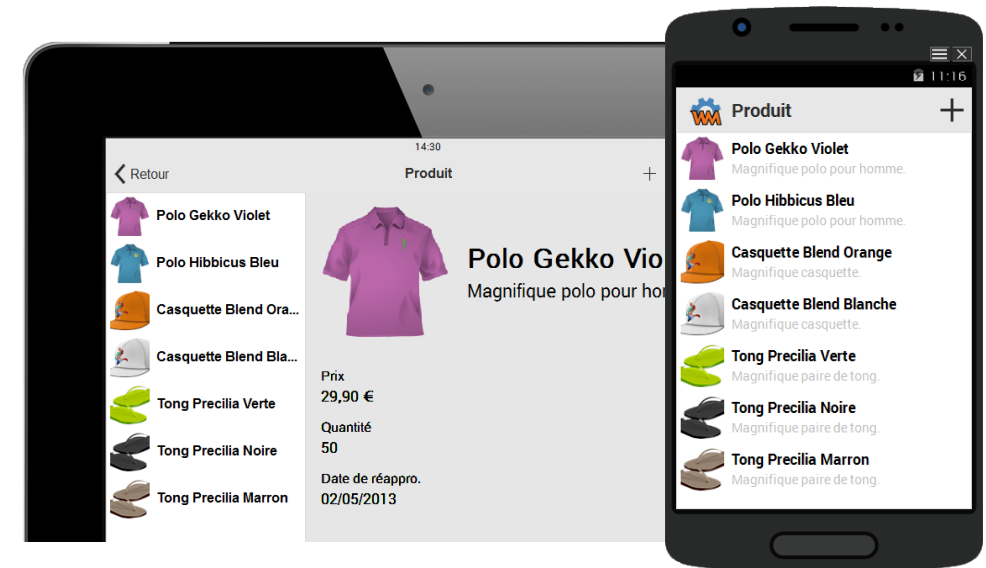 14:30
Retour
Produit
+
Polo Gekko Violet
Polo Hibbicus Bleu
Casquette Blend Ora...
Casquette Blend Bla...
Tong Precilia Verte
Tong Precilia Noire
Tong Precilia Marron
Polo Gekko Vio
Magnifique polo pour hor
Prix
29,90 €
Quantité
50
Date de réappro.
02/05/2013
11:16
WM
Produit
+
Polo Gekko Violet
Magnifique polo pour homme.
Polo Hibbicus Bleu
Magnifique polo pour homme.
Casquette Blend Orange
Magnifique casquette.
Casquette Blend Blanche
Magnifique casquette.
Tong Precilia Verte
Magnifique paire de tong.
Tong Precilia Noire
Magnifique paire de tong.
Tong Precilia Marron
Magnifique paire de tong.